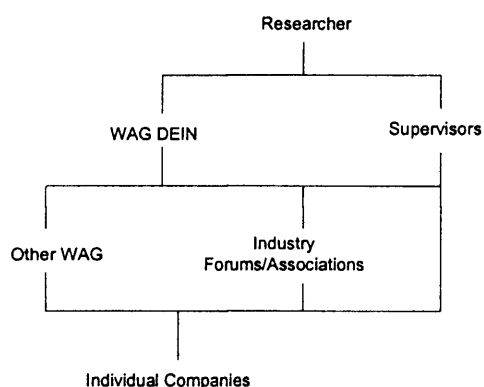 Researcher
WAG DEIN
Supervisors
Other WAG
Industry
Forums/Associations
Individual Companies